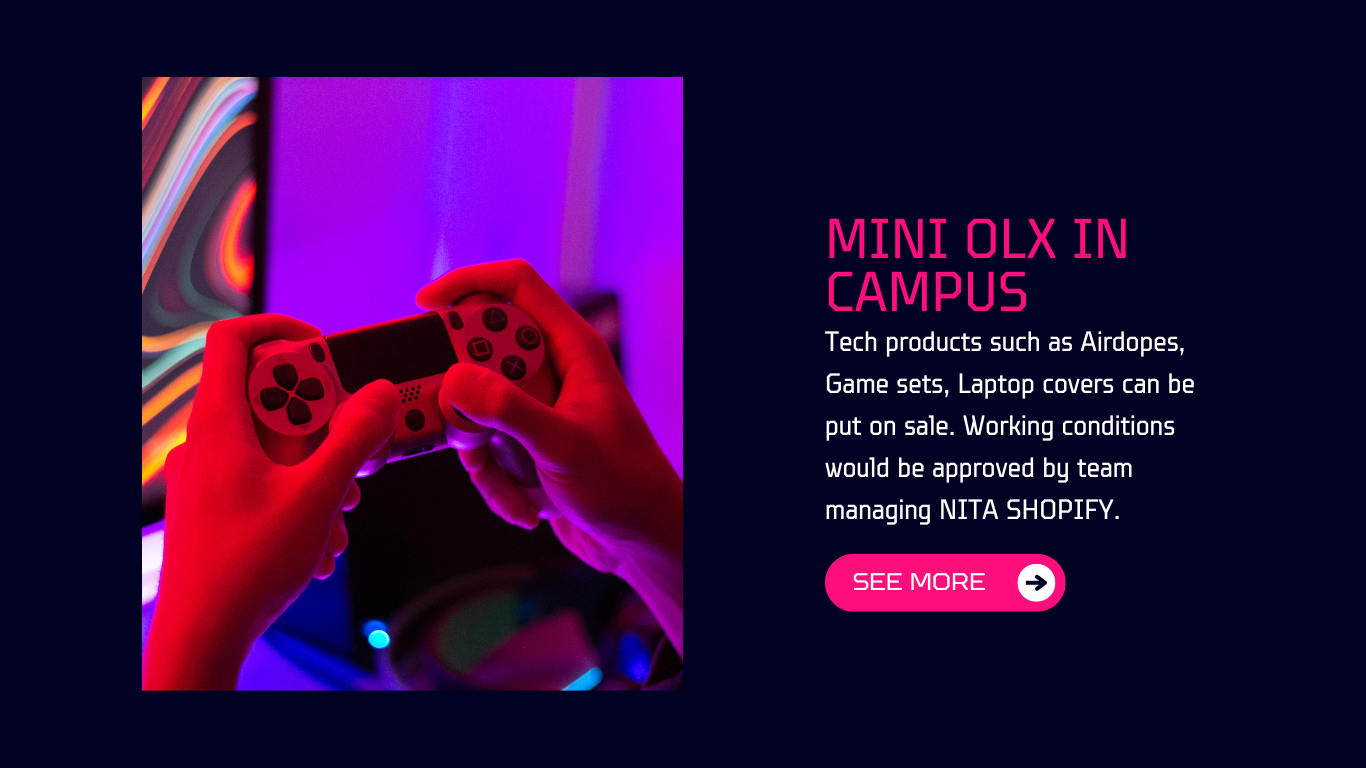 MINI OLX IN
CAMPUS
Tech products such as Airdopes,
Game sets, Laptop covers can be
put on sale. Working conditions
would be approved by team
managing NITA SHOPIFY.
SEE MORE